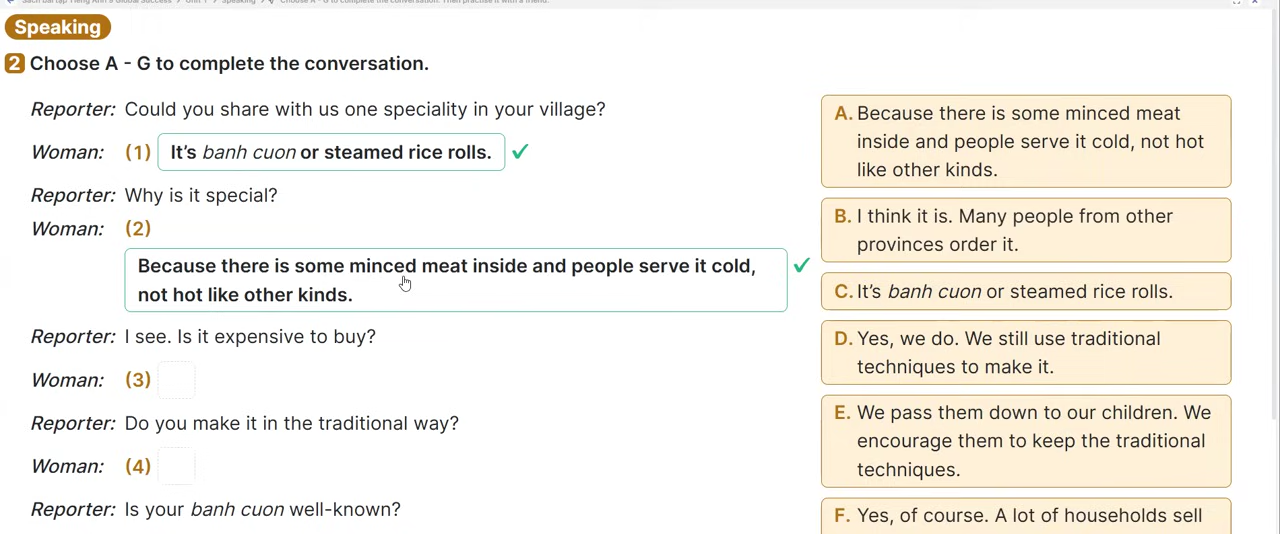 Speaking
2 Choose A - G to complete the conversation.
Reporter: Could you share with us one speciality in your village?
Woman: (1) It's banh cuon or steamed rice rolls. ✓
Reporter: Why is it special?
Woman: (2)
Because there is some minced meat inside and people serve it cold,
not hot like other kinds. ✓
Reporter: I see. Is it expensive to buy?
Woman: (3)
Reporter: Do you make it in the traditional way?
Woman: (4)
Reporter: Is your banh cuon well-known?
A. Because there is some minced meat
inside and people serve it cold, not hot
like other kinds.
B. I think it is. Many people from other
provinces order it.
C. It's banh cuon or steamed rice rolls.
D. Yes, we do. We still use traditional
techniques to make it.
E. We pass them down to our children. We
encourage them to keep the traditional
techniques.
F. Yes, of course. A lot of households sell